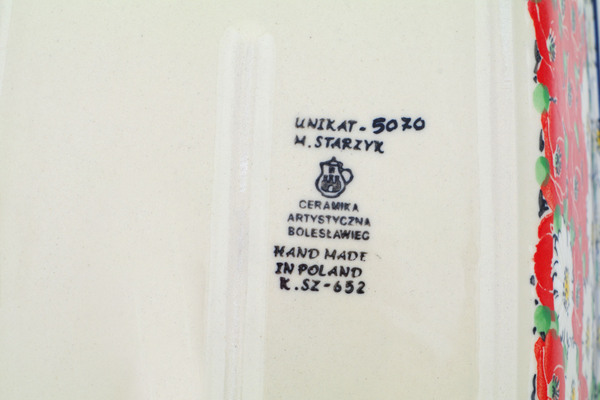 UNIKAT - 5070
M. STARZYK
CERAMIKA
ARTYSTYCZNA
BOLESŁAWIEC
HAND MADE
IN POLAND
K. SZ - 652